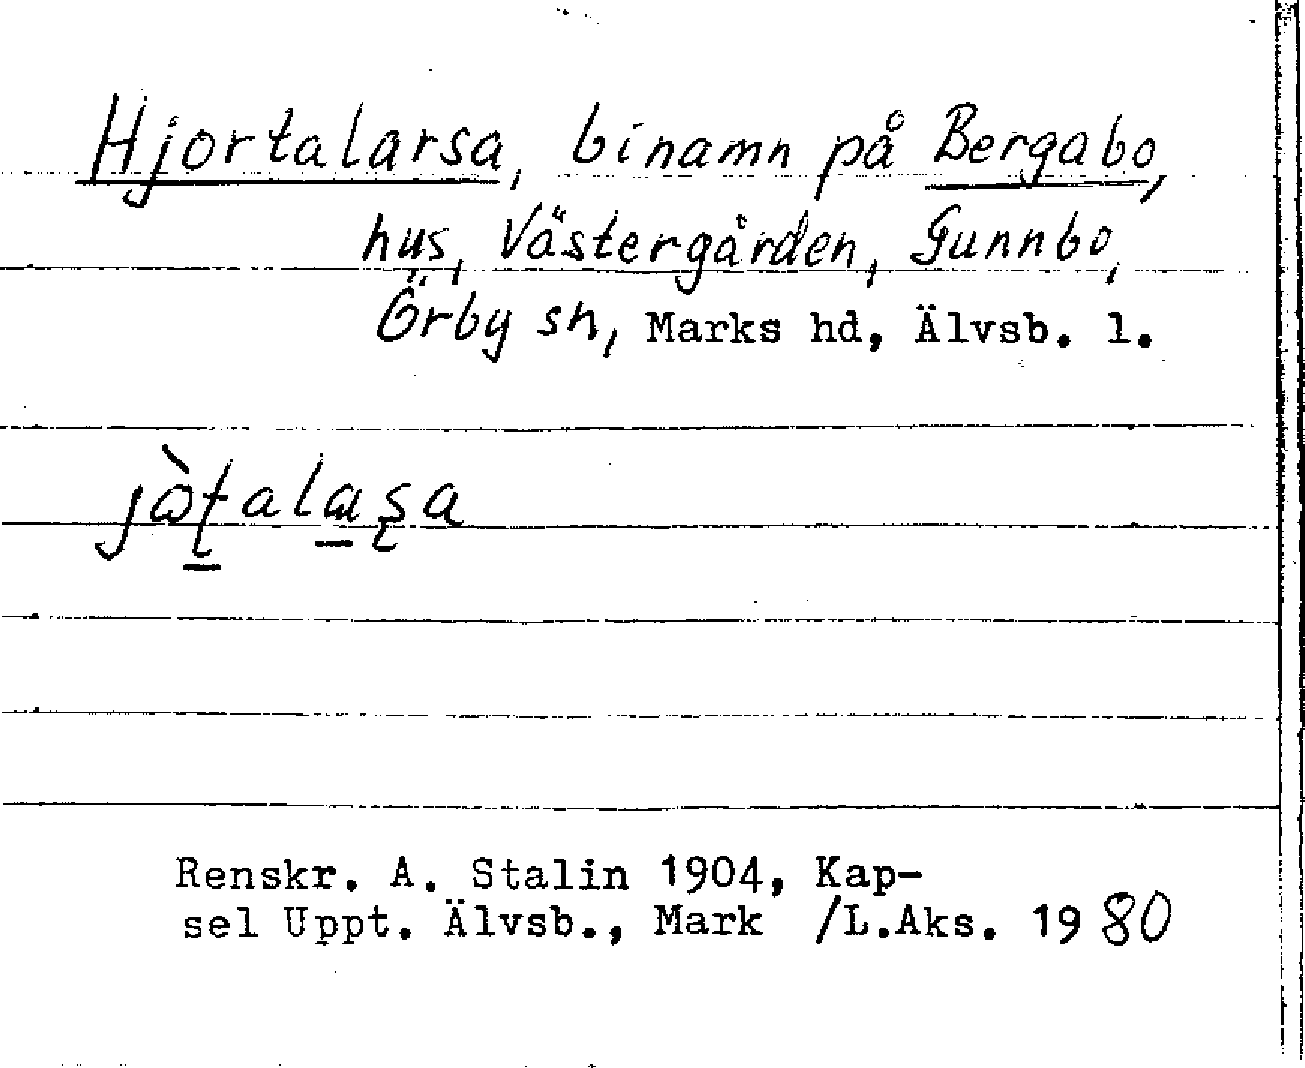 Hjortalarsa, binamn på Bergabo,
hus, Västergården, Gunnbo,
Örby sn, Marks hd, Älvsb. l.
jὼʈalaʂa
Renskr. A. Stalin 1904, Kap-
sel Uppt. Älvsb., Mark /L.Aks. 1980